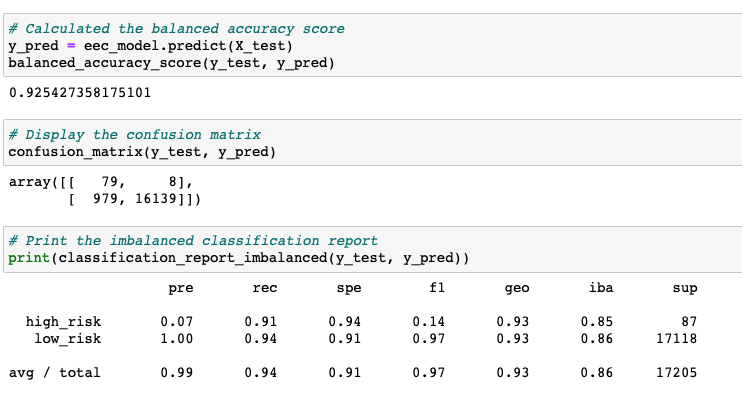 # Calculated the balanced accuracy score
y_pred = eec_model.predict(X_test)
balanced_accuracy_score(y_test, y_pred)
0.925427358175101
# Display the confusion matrix
confusion_matrix(y_test, y_pred)
array([[   79,     8],
       [  979, 16139]])
# Print the imbalanced classification report
print(classification_report_imbalanced(y_test, y_pred))
                   pre       rec       spe        f1       geo       iba       sup
  high_risk       0.07      0.91      0.94      0.14      0.93      0.85        87
   low_risk       1.00      0.94      0.91      0.97      0.93      0.86     17118
avg / total       0.99      0.94      0.91      0.97      0.93      0.86     17205